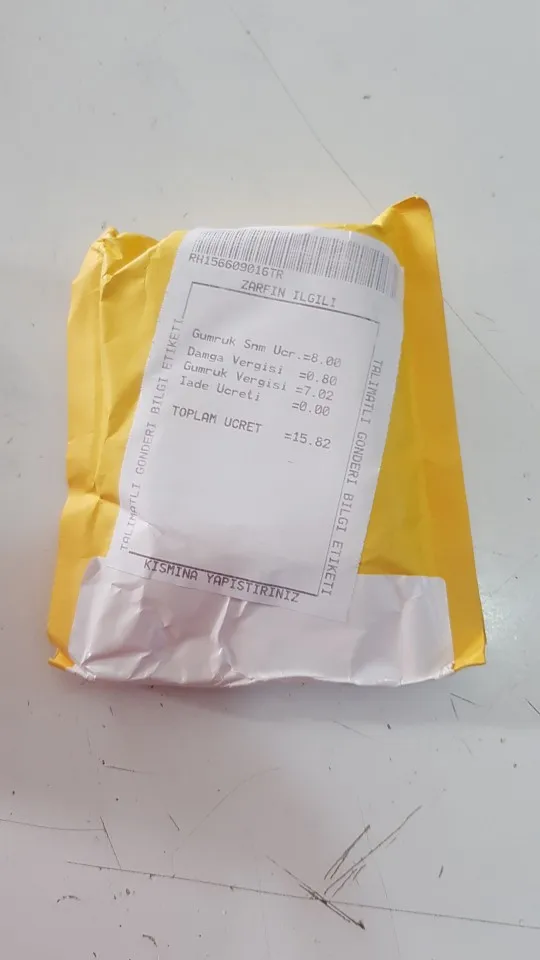 RH156609016TR
ZARFIN ILGILI
TALIMATLI GONDERI BILGI ETIKETI
Gumruk Snm Ucr.=8.00
Damga Vergisi =0.80
Gumruk Vergisi =7.02
Iade Ucreti =0.00
TOPLAM UCRET =15.82
TALIMATLI GONDERI BILGI ETIKETI
KISMINA YAPISTIRINIZ